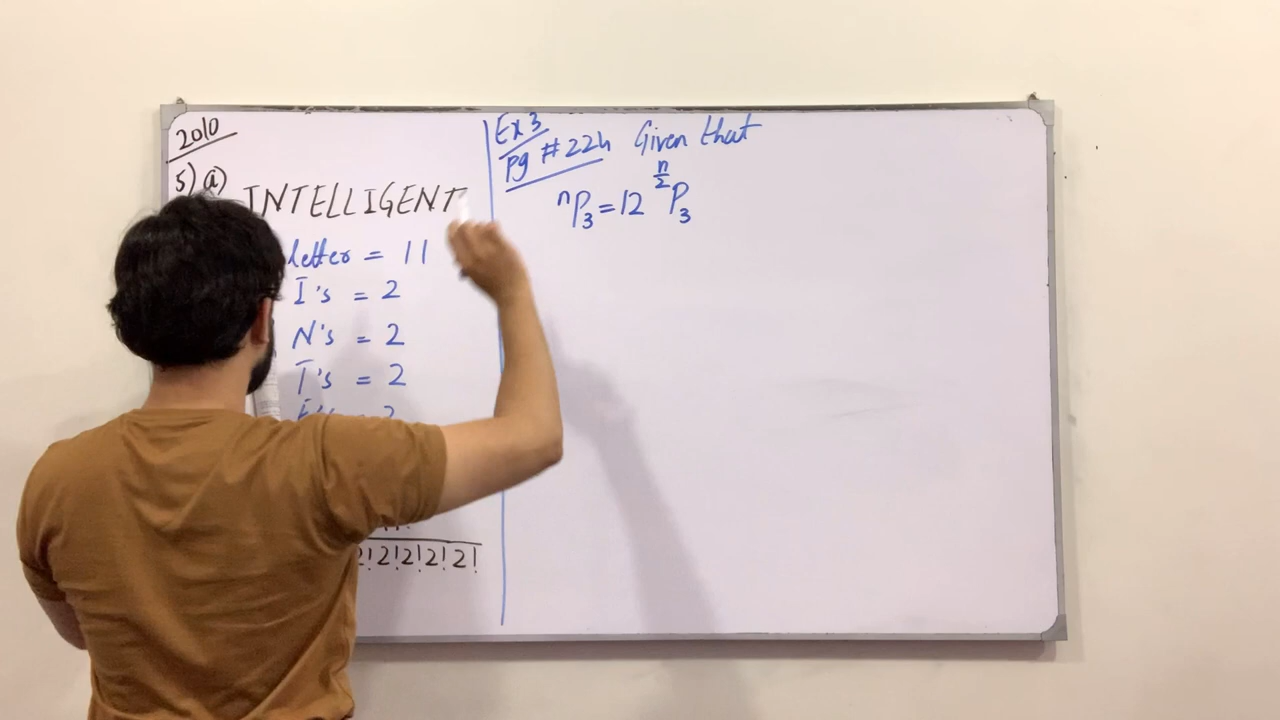 2010
5) a)
INTELLIGENT
letter = 11
I's = 2
N's = 2
T's = 2
= 2
2!2!2!2!2!
Ex 3
pg #224 Given that
ⁿP₃ = 12 ^{n/2}P₃